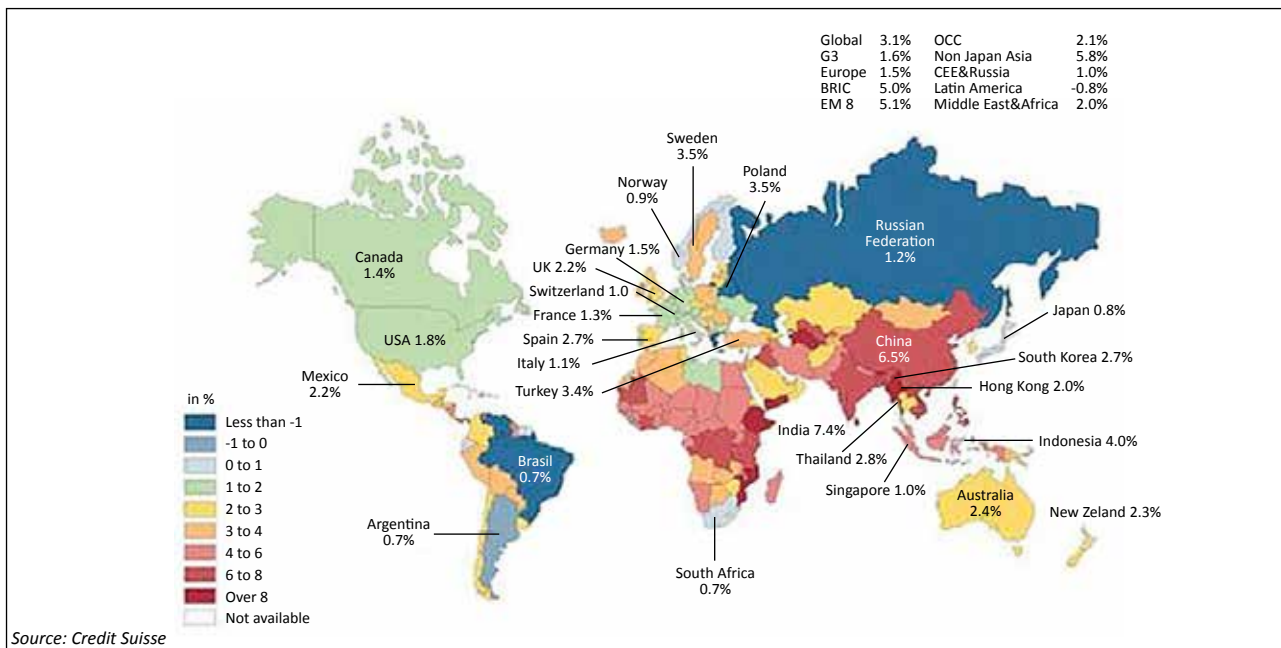 Global 3.1% OCC 2.1%
G3 1.6% Non Japan Asia 5.8%
Europe 1.5% CEE&Russia 1.0%
BRIC 5.0% Latin America -0.8%
EM 8 5.1% Middle East&Africa 2.0%
Sweden
3.5%
Norway
0.9%
Poland
3.5%
Russian
Federation
1.2%
Germany 1.5%
Canada
1.4%
UK 2.2%
Switzerland 1.0
France 1.3%
Japan 0.8%
USA 1.8%
Spain 2.7%
China
6.5%
South Korea 2.7%
Italy 1.1%
Mexico
2.2%
Hong Kong 2.0%
Turkey 3.4%
in %
Less than -1
-1 to 0
0 to 1
1 to 2
2 to 3
3 to 4
4 to 6
6 to 8
Over 8
Not available
India 7.4%
Indonesia 4.0%
Thailand 2.8%
Brasil
0.7%
Singapore 1.0%
Australia
2.4%
New Zeland 2.3%
Argentina
0.7%
South Africa
0.7%
Source: Credit Suisse